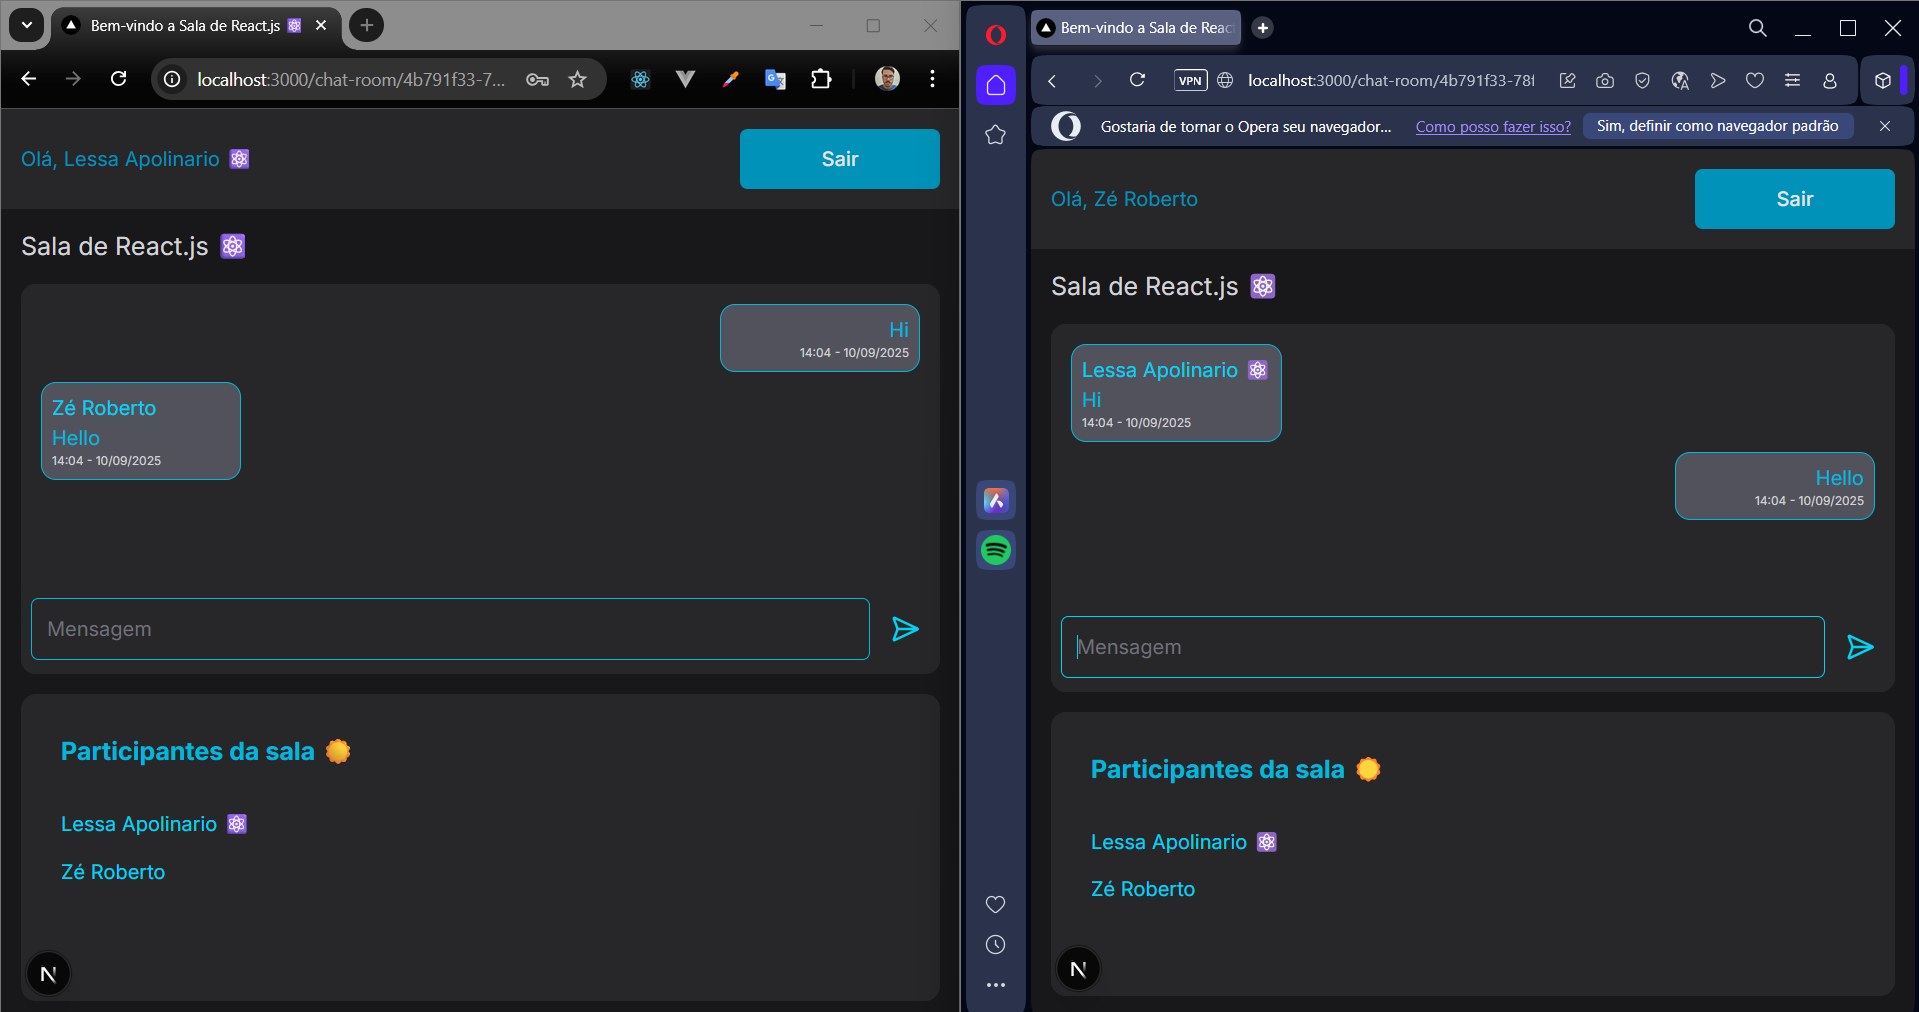 Bem-vindo a Sala de React.js ⚛️
localhost:3000/chat-room/4b791f33-7...
Olá, Lessa Apolinario ⚛️
Sair
Sala de React.js ⚛️
Hi
14:04 - 10/09/2025
Zé Roberto
Hello
14:04 - 10/09/2025
Mensagem
Participantes da sala
Lessa Apolinario ⚛️
Zé Roberto
N
Bem-vindo a Sala de Reac
VPN
localhost:3000/chat-room/4b791f33-78f
Gostaria de tornar o Opera seu navegador...
Como posso fazer isso?
Sim, definir como navegador padrão
Olá, Zé Roberto
Sair
Sala de React.js ⚛️
Lessa Apolinario ⚛️
Hi
14:04 - 10/09/2025
Hello
14:04 - 10/09/2025
Mensagem
Participantes da sala
Lessa Apolinario ⚛️
Zé Roberto
N